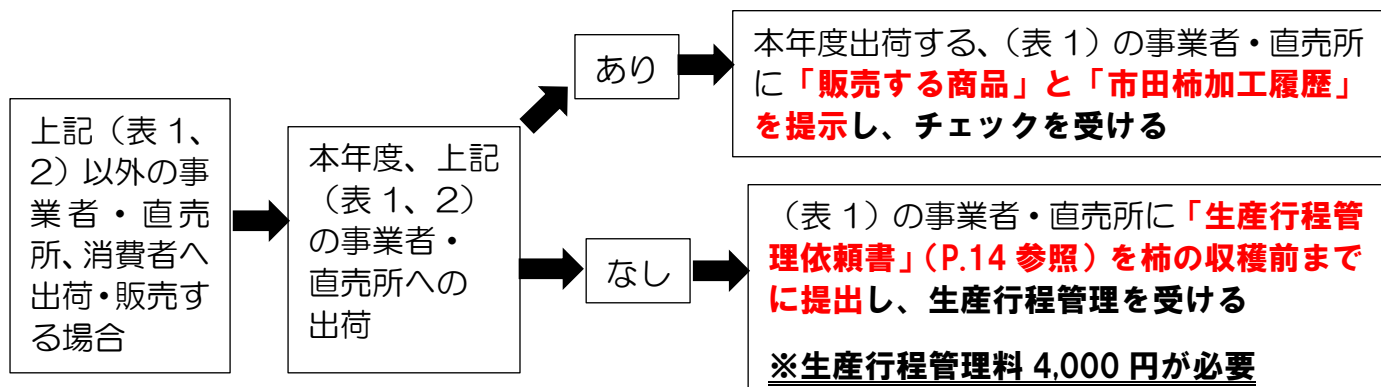 上記（表 1、
2）以外の事
業者・直売
所、消費者へ
出荷・販売す
る場合
本年度、上記
（表 1、2）
の事業者・
直売所への
出荷
あり
本年度出荷する、（表 1）の事業者・直売所
に「販売する商品」と「市田柿加工履歴」
を提示し、チェックを受ける
なし
（表 1）の事業者・直売所に「生産行程管
理依頼書」（P.14 参照）を柿の収穫前まで
に提出し、生産行程管理を受ける
※生産行程管理料 4,000 円が必要